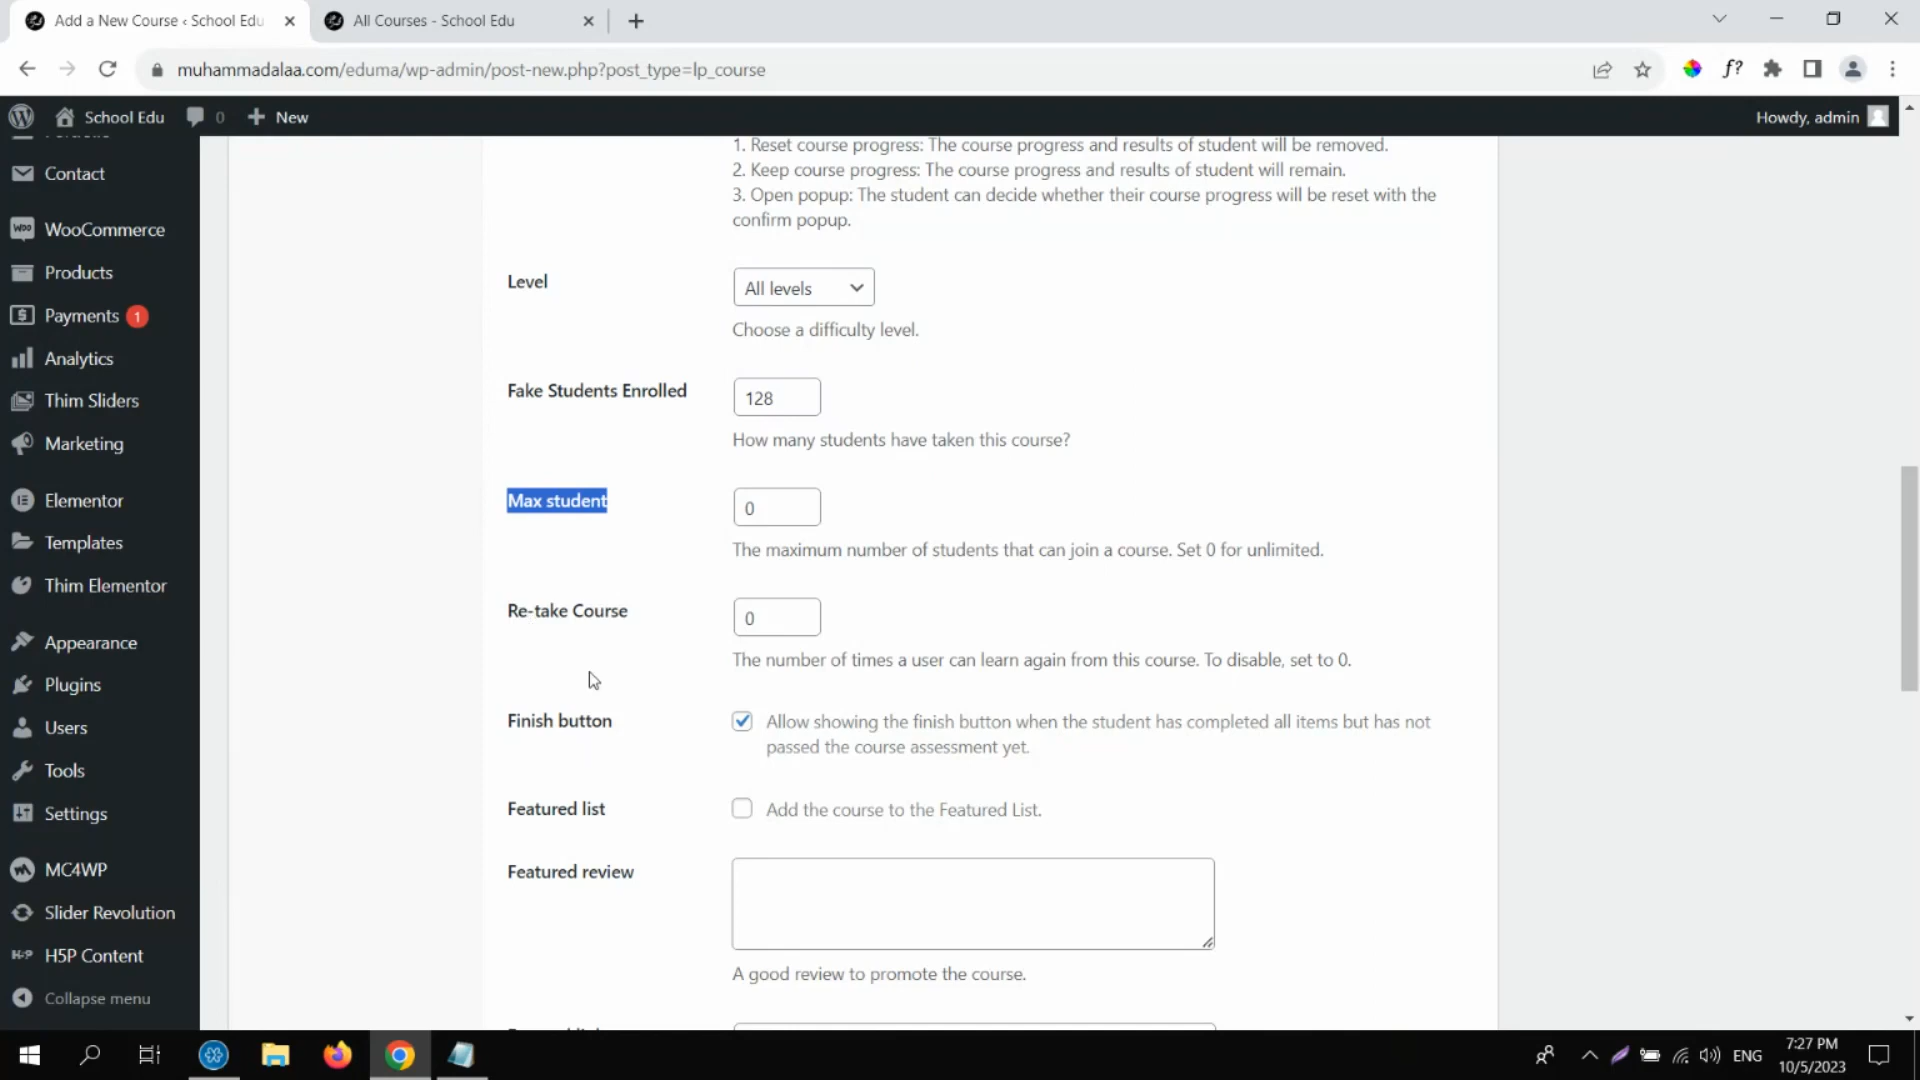 Add a New Course ‹ School Edu
All Courses - School Edu
muhammadalaa.com/eduma/wp-admin/post-new.php?post_type=lp_course
f?
School Edu
0
New
Howdy, admin
Contact
WooCommerce
Products
Payments 1
Analytics
Thim Sliders
Marketing
Elementor
Templates
Thim Elementor
Appearance
Plugins
Users
Tools
Settings
MC4WP
Slider Revolution
H5P Content
Collapse menu
1. Reset course progress: The course progress and results of student will be removed.
2. Keep course progress: The course progress and results of student will remain.
3. Open popup: The student can decide whether their course progress will be reset with the
confirm popup.
Level
All levels
Choose a difficulty level.
Fake Students Enrolled
128
How many students have taken this course?
Max student
0
The maximum number of students that can join a course. Set 0 for unlimited.
Re-take Course
0
The number of times a user can learn again from this course. To disable, set to 0.
Finish button
Allow showing the finish button when the student has completed all items but has not
passed the course assessment yet.
Featured list
Add the course to the Featured List.
Featured review
A good review to promote the course.
ENG
7:27 PM
10/5/2023